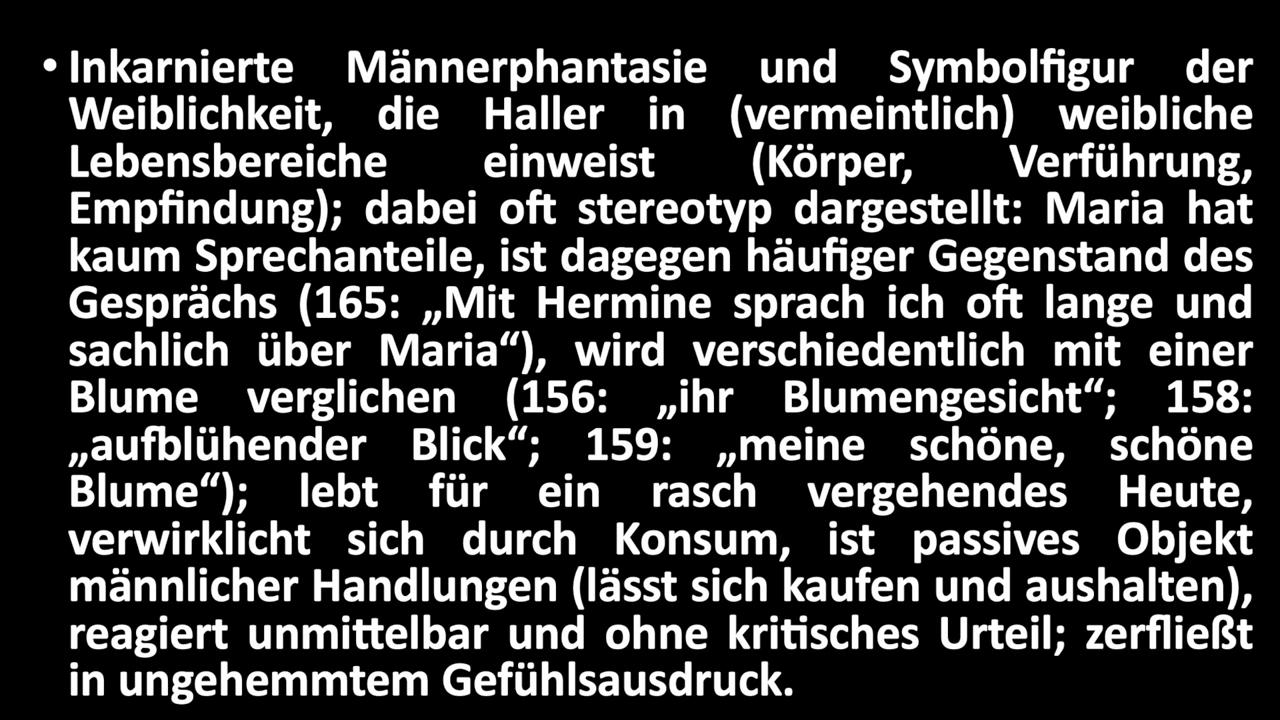 • Inkarnierte Männerphantasie und Symbolfigur der
Weiblichkeit, die Haller in (vermeintlich) weibliche
Lebensbereiche einweist (Körper, Verführung,
Empfindung); dabei oft stereotyp dargestellt: Maria hat
kaum Sprechanteile, ist dagegen häufiger Gegenstand des
Gesprächs (165: „Mit Hermine sprach ich oft lange und
sachlich über Maria“), wird verschiedentlich mit einer
Blume verglichen (156: „ihr Blumengesicht“; 158:
„aufblühender Blick“; 159: „meine schöne, schöne
Blume“); lebt für ein rasch vergehendes Heute,
verwirklicht sich durch Konsum, ist passives Objekt
männlicher Handlungen (lässt sich kaufen und aushalten),
reagiert unmittelbar und ohne kritisches Urteil; zerfließt
in ungehemmtem Gefühlsausdruck.